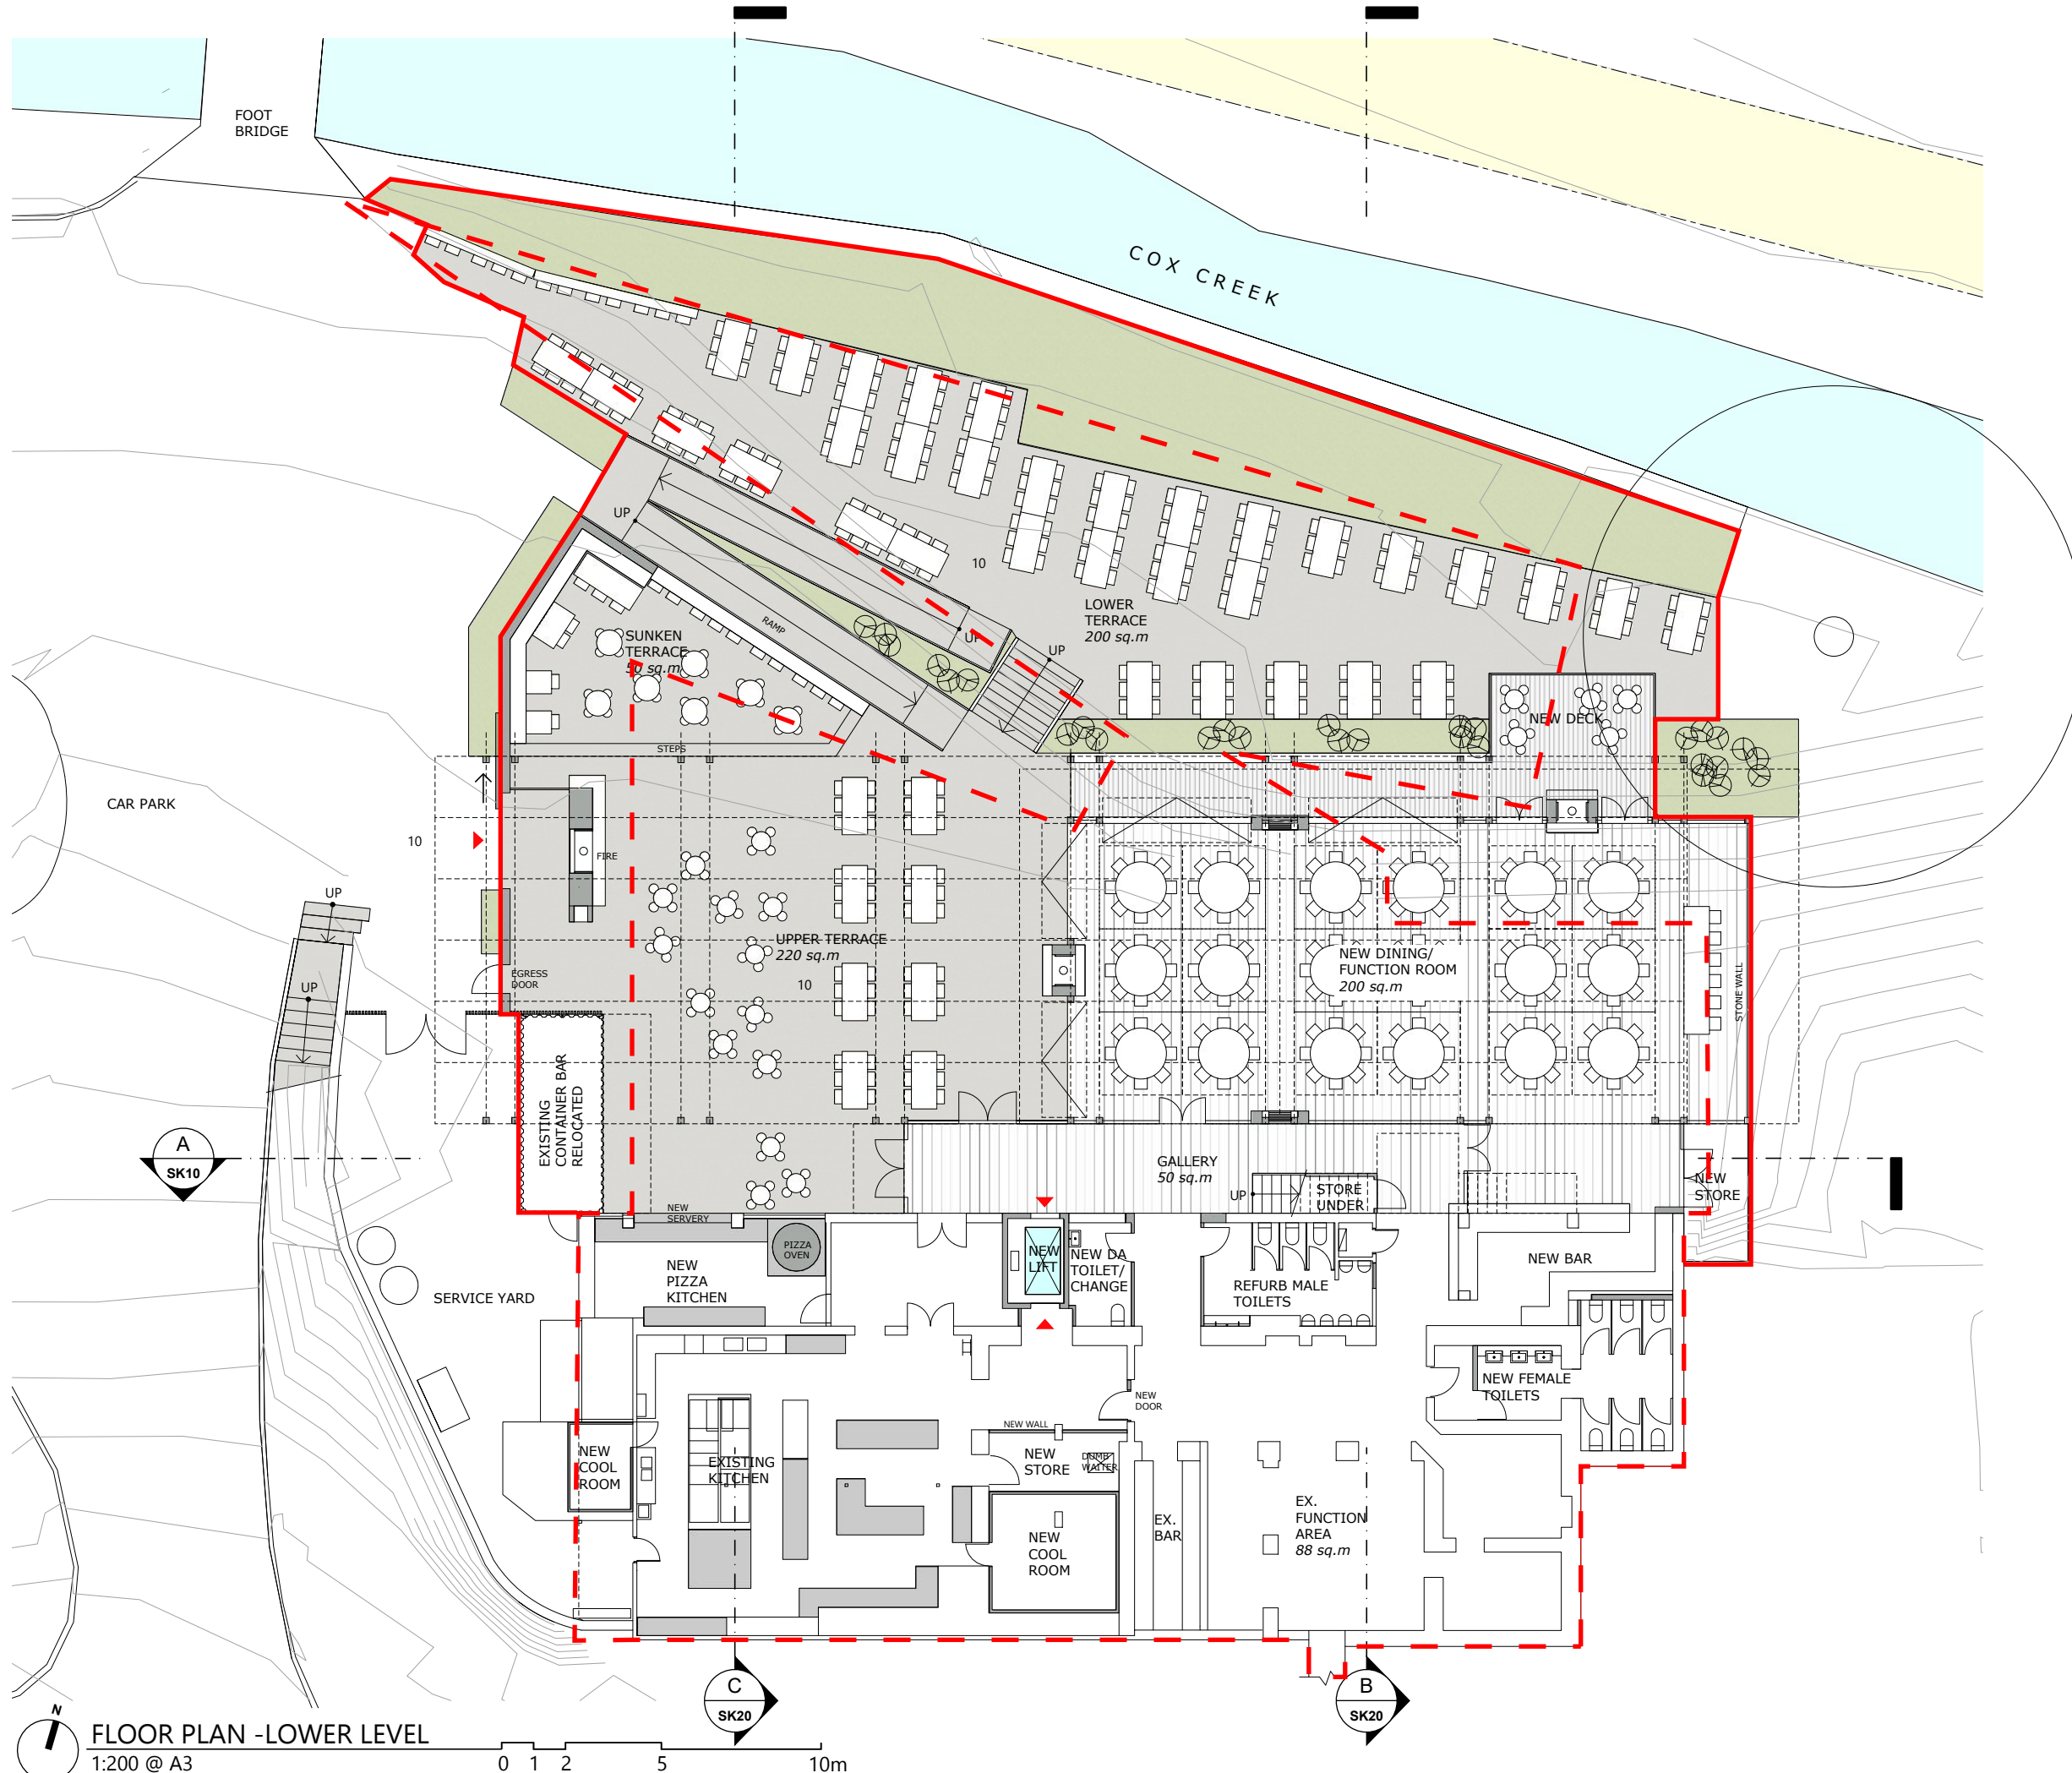 FOOT
BRIDGE
COX CREEK
10
LOWER
TERRACE
200 sq.m
UP
RAMP
UP
UP
SUNKEN
TERRACE
50 sq.m
STEPS
NEW DECK
CAR PARK
10
FIRE
UP
UP
UPPER TERRACE
220 sq.m
10
EGRESS
DOOR
NEW DINING/
FUNCTION ROOM
200 sq.m
STONE WALL
EXISTING
CONTAINER BAR
RELOCATED
A
SK10
GALLERY
50 sq.m
UP
STORE
UNDER
NEW
STORE
NEW
SERVERY
PIZZA
OVEN
NEW
PIZZA
KITCHEN
NEW
LIFT
NEW DA
TOILET/
CHANGE
REFURB MALE
TOILETS
NEW BAR
SERVICE YARD
NEW FEMALE
TOILETS
NEW
DOOR
NEW WALL
NEW
STORE
DUMB
WAITER
NEW
COOL
ROOM
EXISTING
KITCHEN
NEW
COOL
ROOM
EX.
BAR
EX.
FUNCTION
AREA
88 sq.m
C
SK20
B
SK20
N
FLOOR PLAN -LOWER LEVEL
1:200 @ A3
0 1 2 5 10m